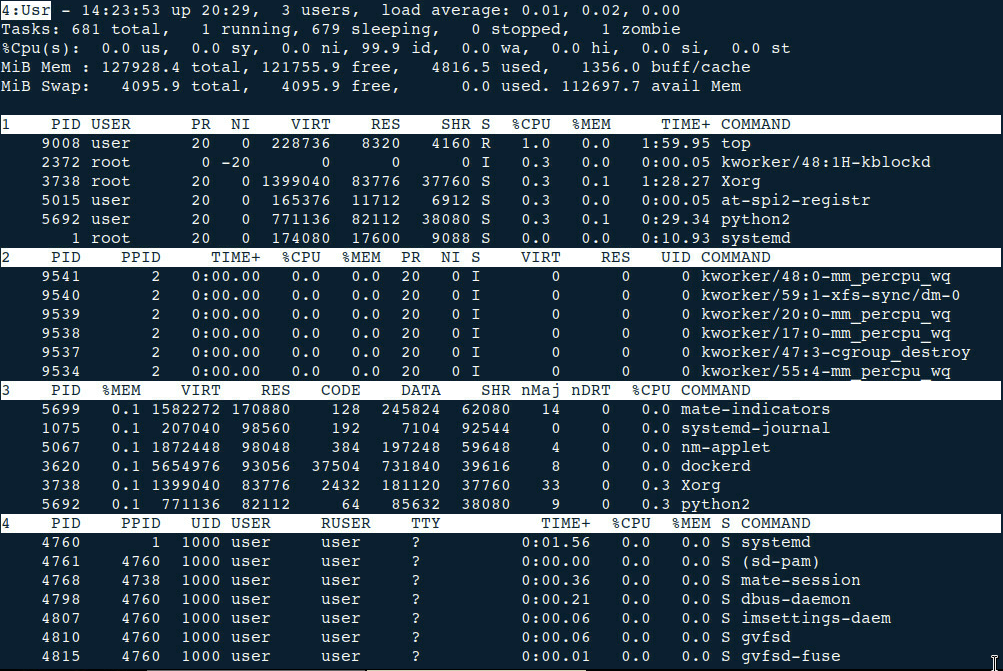 4:Usr - 14:23:53 up 20:29,  3 users,  load average: 0.01, 0.02, 0.00
Tasks: 681 total,   1 running, 679 sleeping,   0 stopped,   1 zombie
%Cpu(s):  0.0 us,  0.0 sy,  0.0 ni, 99.9 id,  0.0 wa,  0.0 hi,  0.0 si,  0.0 st
MiB Mem : 127928.4 total, 121755.9 free,   4816.5 used,   1356.0 buff/cache
MiB Swap:   4095.9 total,   4095.9 free,      0.0 used. 112697.7 avail Mem
1    PID USER      PR  NI    VIRT    RES    SHR S  %CPU  %MEM     TIME+ COMMAND
    9008 user      20   0  228736   8320   4160 R   1.0   0.0   1:59.95 top
    2372 root       0 -20       0      0      0 I   0.3   0.0   0:00.05 kworker/48:1H-kblockd
    3738 root      20   0 1399040  83776  37760 S   0.3   0.1   1:28.27 Xorg
    5015 user      20   0  165376  11712   6912 S   0.3   0.0   0:00.05 at-spi2-registr
    5692 user      20   0  771136  82112  38080 S   0.3   0.1   0:29.34 python2
       1 root      20   0  174080  17600   9088 S   0.0   0.0   0:10.93 systemd
2    PID    PPID     TIME+  %CPU  %MEM  PR  NI S    VIRT    RES   UID COMMAND
    9541       2   0:00.00   0.0   0.0  20   0 I       0      0     0 kworker/48:0-mm_percpu_wq
    9540       2   0:00.00   0.0   0.0  20   0 I       0      0     0 kworker/59:1-xfs-sync/dm-0
    9539       2   0:00.00   0.0   0.0  20   0 I       0      0     0 kworker/20:0-mm_percpu_wq
    9538       2   0:00.00   0.0   0.0  20   0 I       0      0     0 kworker/17:0-mm_percpu_wq
    9537       2   0:00.00   0.0   0.0  20   0 I       0      0     0 kworker/47:3-cgroup_destroy
    9534       2   0:00.00   0.0   0.0  20   0 I       0      0     0 kworker/55:4-mm_percpu_wq
3    PID  %MEM    VIRT    RES   CODE    DATA    SHR nMaj nDRT  %CPU COMMAND
    5699   0.1 1582272 170880    128  245824  62080   14    0   0.0 mate-indicators
    1075   0.1  207040  98560    192    7104  92544    0    0   0.0 systemd-journal
    5067   0.1 1872448  98048    384  197248  59648    4    0   0.0 nm-applet
    3620   0.1 5654976  93056  37504  731840  39616    8    0   0.0 dockerd
    3738   0.1 1399040  83776   2432  181120  37760   33    0   0.3 Xorg
    5692   0.1  771136  82112     64   85632  38080    9    0   0.3 python2
4    PID    PPID   UID USER     RUSER    TTY          TIME+  %CPU  %MEM S COMMAND
    4760       1  1000 user     user     ?          0:01.56   0.0   0.0 S systemd
    4761    4760  1000 user     user     ?          0:00.00   0.0   0.0 S (sd-pam)
    4768    4738  1000 user     user     ?          0:00.36   0.0   0.0 S mate-session
    4798    4760  1000 user     user     ?          0:00.21   0.0   0.0 S dbus-daemon
    4807    4760  1000 user     user     ?          0:00.06   0.0   0.0 S imsettings-daem
    4810    4760  1000 user     user     ?          0:00.06   0.0   0.0 S gvfsd
    4815    4760  1000 user     user     ?          0:00.01   0.0   0.0 S gvfsd-fuse